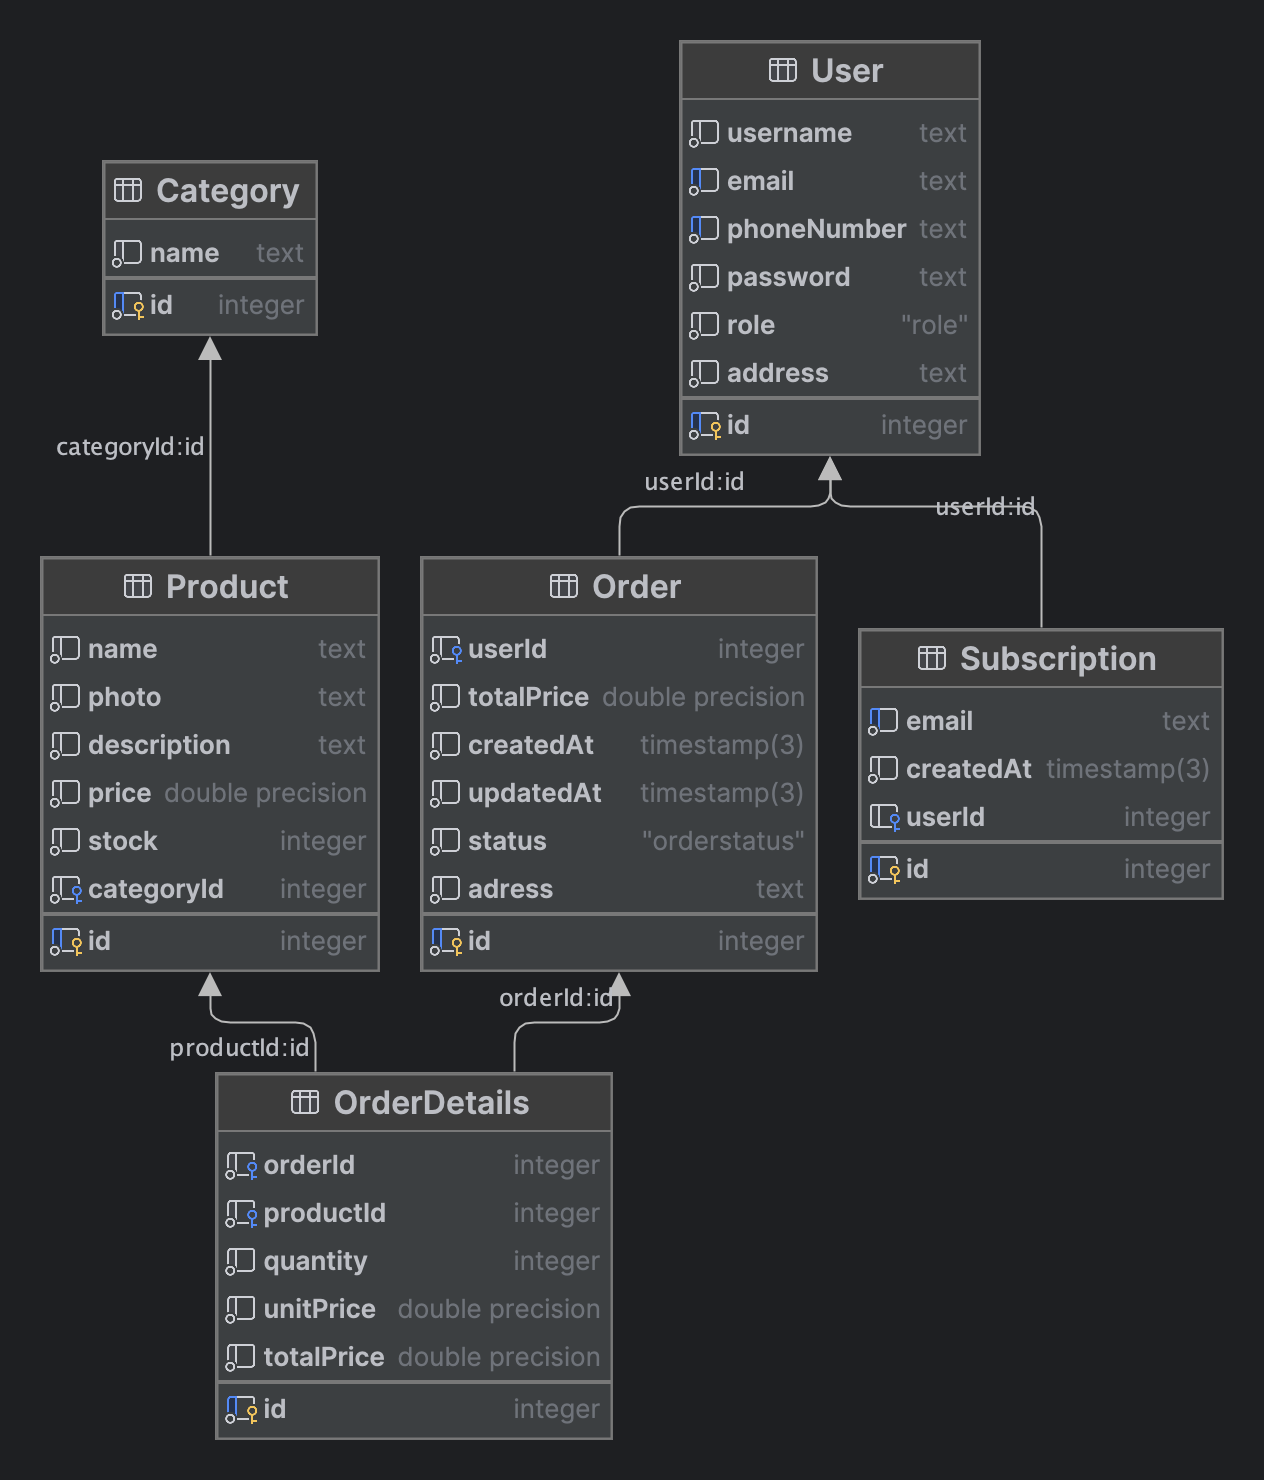 User
username text
email text
phoneNumber text
password text
role "role"
address text
id integer
Category
name text
id integer
categoryId:id
userId:id
userId:id
Product
name text
photo text
description text
price double precision
stock integer
categoryId integer
id integer
Order
userId integer
totalPrice double precision
createdAt timestamp(3)
updatedAt timestamp(3)
status "orderstatus"
adress text
id integer
Subscription
email text
createdAt timestamp(3)
userId integer
id integer
productId:id
orderId:id
OrderDetails
orderId integer
productId integer
quantity integer
unitPrice double precision
totalPrice double precision
id integer